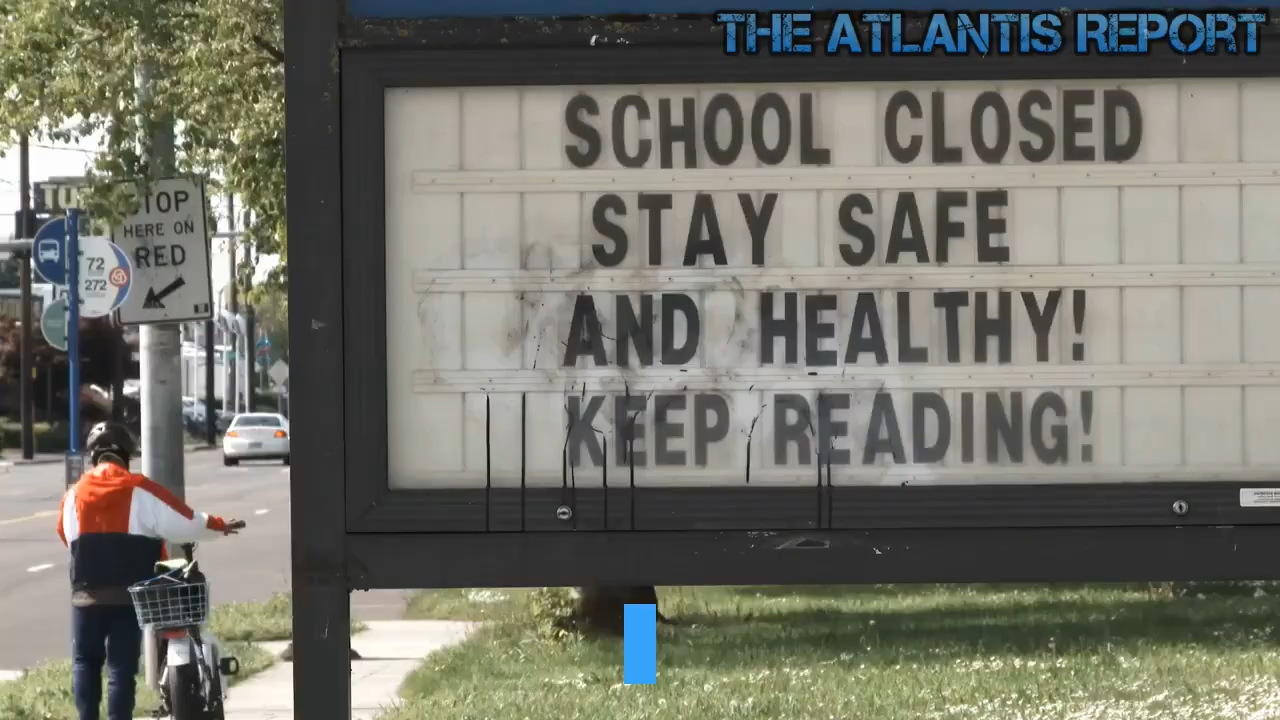 THE ATLANTIS REPORT
SCHOOL CLOSED
STAY SAFE
AND HEALTHY!
KEEP READING!
STOP
HERE ON
RED
72
272